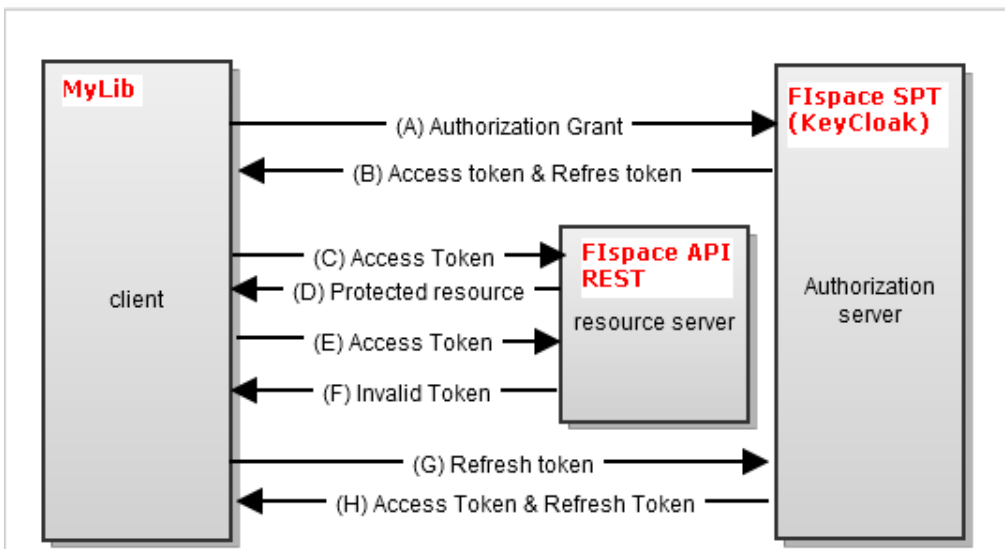 MyLib
FIspace SPT
(KeyCloak)
(A) Authorization Grant
(B) Access token & Refres token
(C) Access Token
FIspace API
REST
(D) Protected resource
client
resource server
Authorization
server
(E) Access Token
(F) Invalid Token
(G) Refresh token
(H) Access Token & Refresh Token